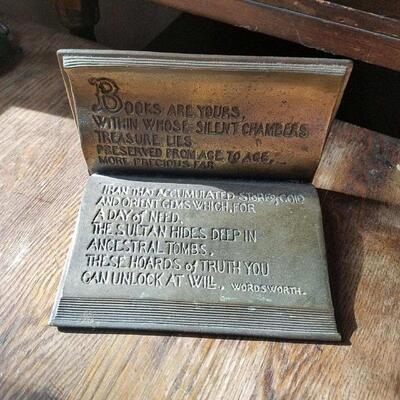 BOOKS ARE YOURS,
WITHIN WHOSE SILENT CHAMBERS
TREASURE LIES
PRESERVED FROM AGE TO AGE, —
MORE PRECIOUS FAR
THAN THAT ACCUMULATED STORE OF GOLD
AND ORIENT GEMS WHICH, FOR
A DAY of NEED.
THE SULTAN HIDES DEEP IN
ANCESTRAL TOMBS.
THESE HOARDS of TRUTH YOU
CAN UNLOCK AT WILL, WORDSWORTH.